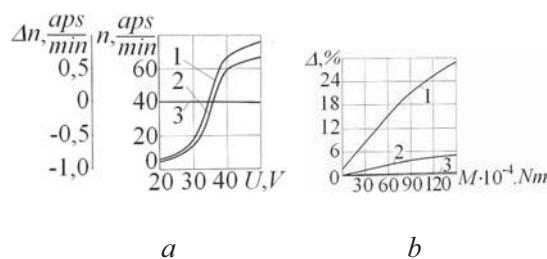 Δn, aps/min n, aps/min
0,5 60
0 40
-0,5 20
-1,0 0
20 30 40 U,V
1
2
3
a
Δ,%
24
18
12
6
0
30 60 90 120 M·10⁻⁴.Nm
1
2
3
b